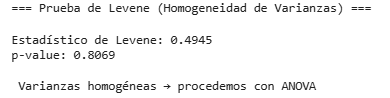 === Prueba de Levene (Homogeneidad de Varianzas) ===
Estadístico de Levene: 0.4945
p-value: 0.8069
Varianzas homogéneas → procedemos con ANOVA